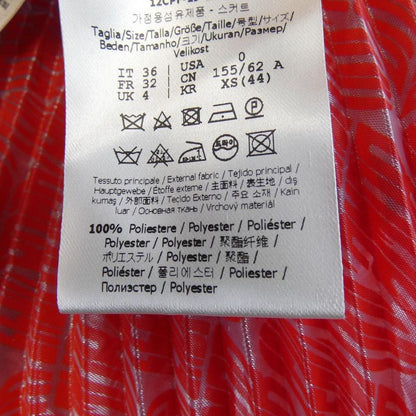 가정용섬유제품 - 스커트
Taglia/Size/Talla/Größe/Taille/号型/サイズ/
Beden/Tamanho/크기/Ukuran/Размер/
Velikost
IT 36 USA 0
FR 32 CN 155/62 A
UK 4 KR XS(44)
Tessuto principale / External fabric / Tejido principal /
Hauptgewebe / Étoffe externe / 主面料 / 表生地 / dış
kumaş / 外部面料 / Tecido Externo / 주요 소재 / Kain
luar / Основная ткань / Vrchový materiál
100% Poliestere / Polyester / Poliéster /
Polyester / Polyester / 聚酯纤维 /
ポリエステル / Polyester / 聚酯 /
Poliéster / 폴리에스터 / Poliester /
Полиэстер / Polyester